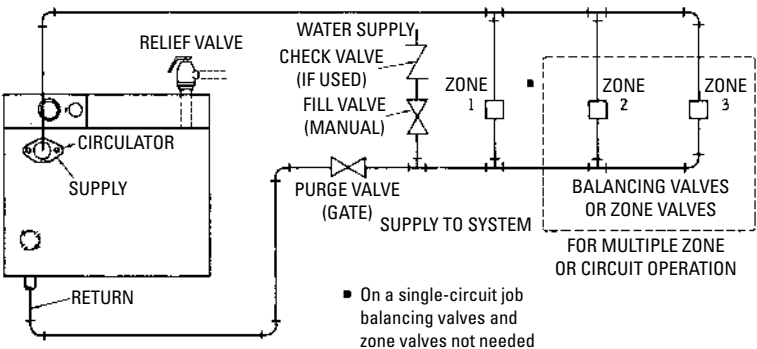 WATER SUPPLY
RELIEF VALVE
CHECK VALVE
(IF USED)
FILL VALVE
(MANUAL)
ZONE
1
ZONE
2
ZONE
3
CIRCULATOR
SUPPLY
PURGE VALVE
(GATE)
SUPPLY TO SYSTEM
BALANCING VALVES
OR ZONE VALVES
FOR MULTIPLE ZONE
OR CIRCUIT OPERATION
RETURN
■ On a single-circuit job
balancing valves and
zone valves not needed